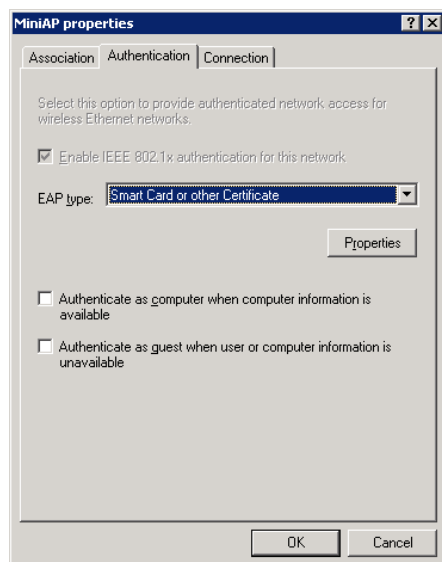 MiniAP properties
Association Authentication Connection
Select this option to provide authenticated network access for
wireless Ethernet networks.
Enable IEEE 802.1x authentication for this network
EAP type: Smart Card or other Certificate
Properties
Authenticate as computer when computer information is
available
Authenticate as guest when user or computer information is
unavailable
OK Cancel